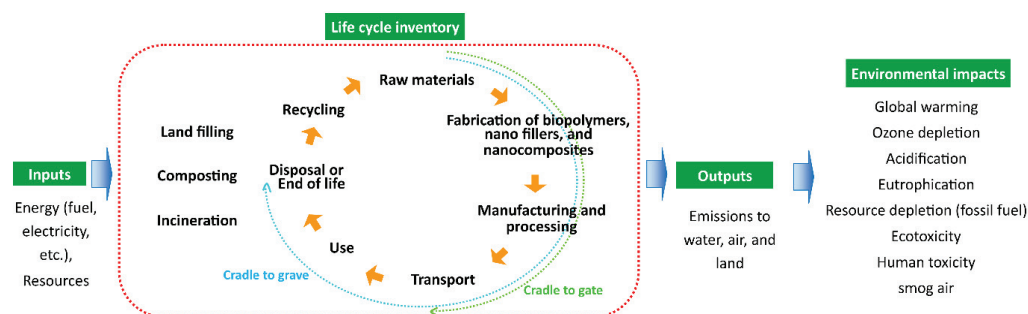 Life cycle inventory
Inputs
Energy (fuel,
electricity,
etc.),
Resources
Raw materials
Fabrication of biopolymers,
nano fillers, and
nanocomposites
Manufacturing and
processing
Transport
Use
Disposal or
End of life
Recycling
Land filling
Composting
Incineration
Cradle to grave
Cradle to gate
Outputs
Emissions to
water, air, and
land
Environmental impacts
Global warming
Ozone depletion
Acidification
Eutrophication
Resource depletion (fossil fuel)
Ecotoxicity
Human toxicity
smog air